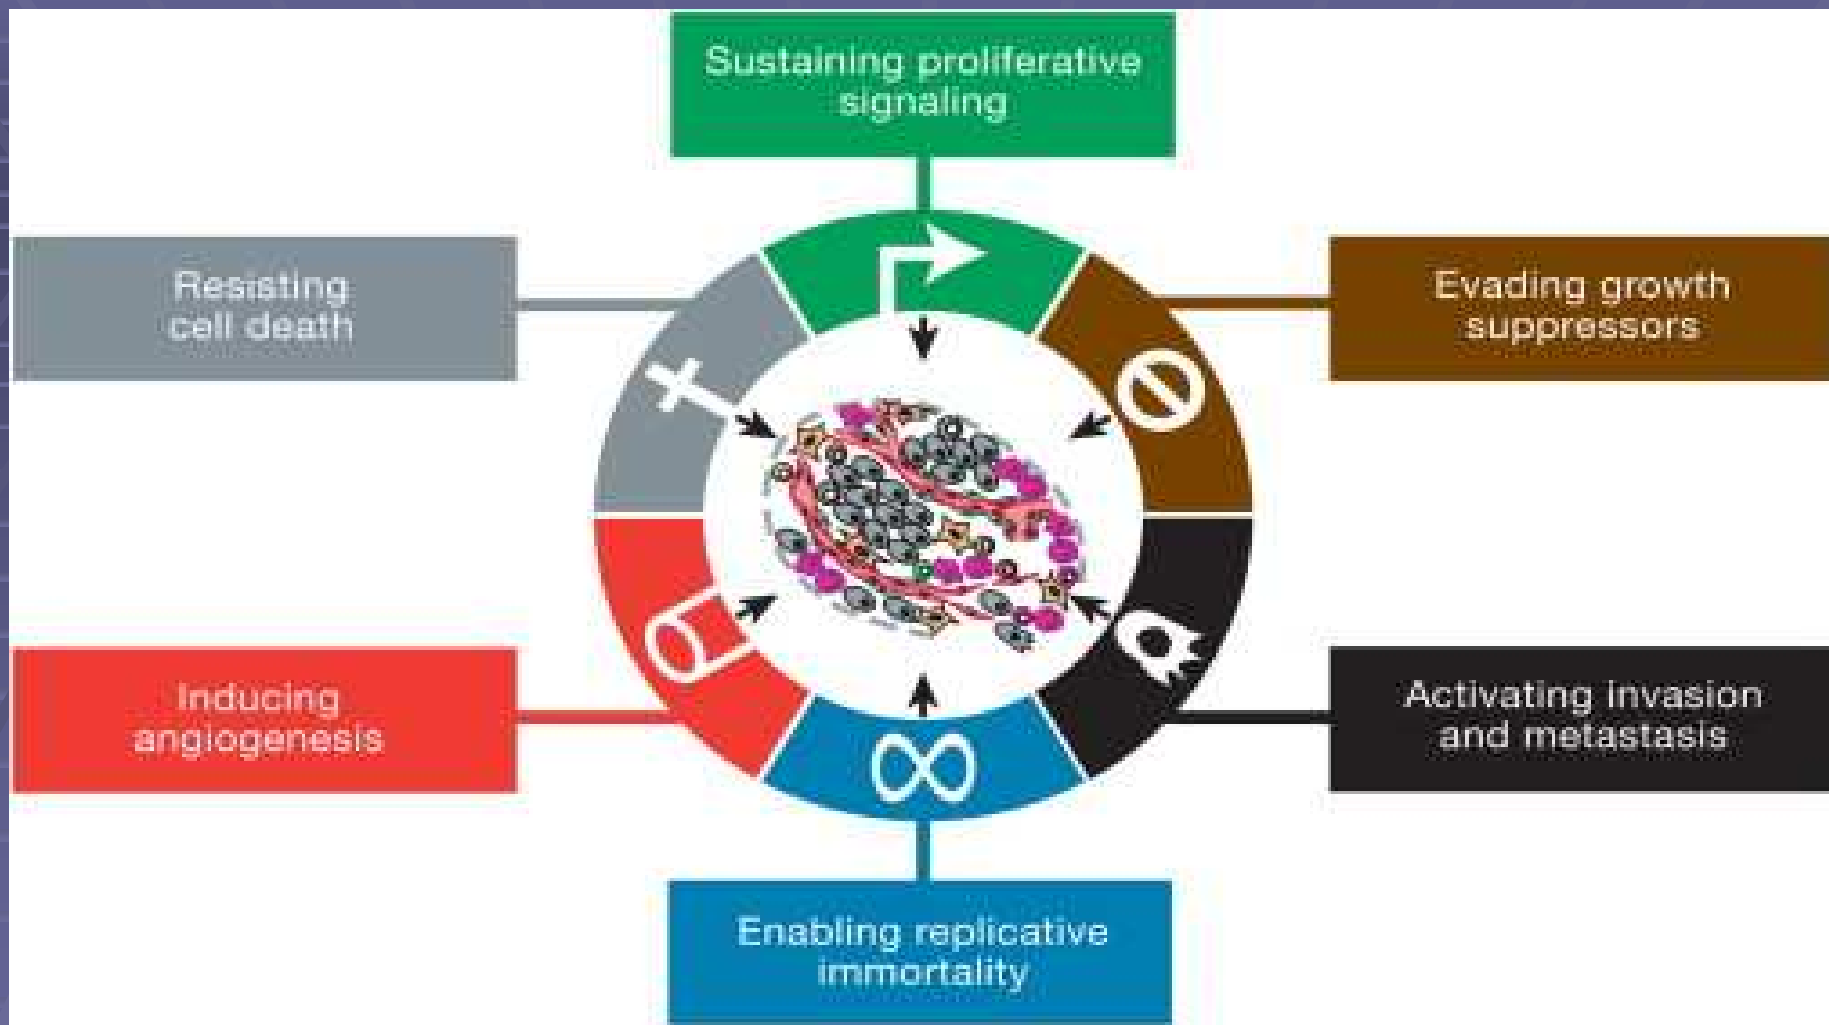 Sustaining proliferative
signaling
Resisting
cell death
Evading growth
suppressors
Inducing
angiogenesis
Activating invasion
and metastasis
Enabling replicative
immortality